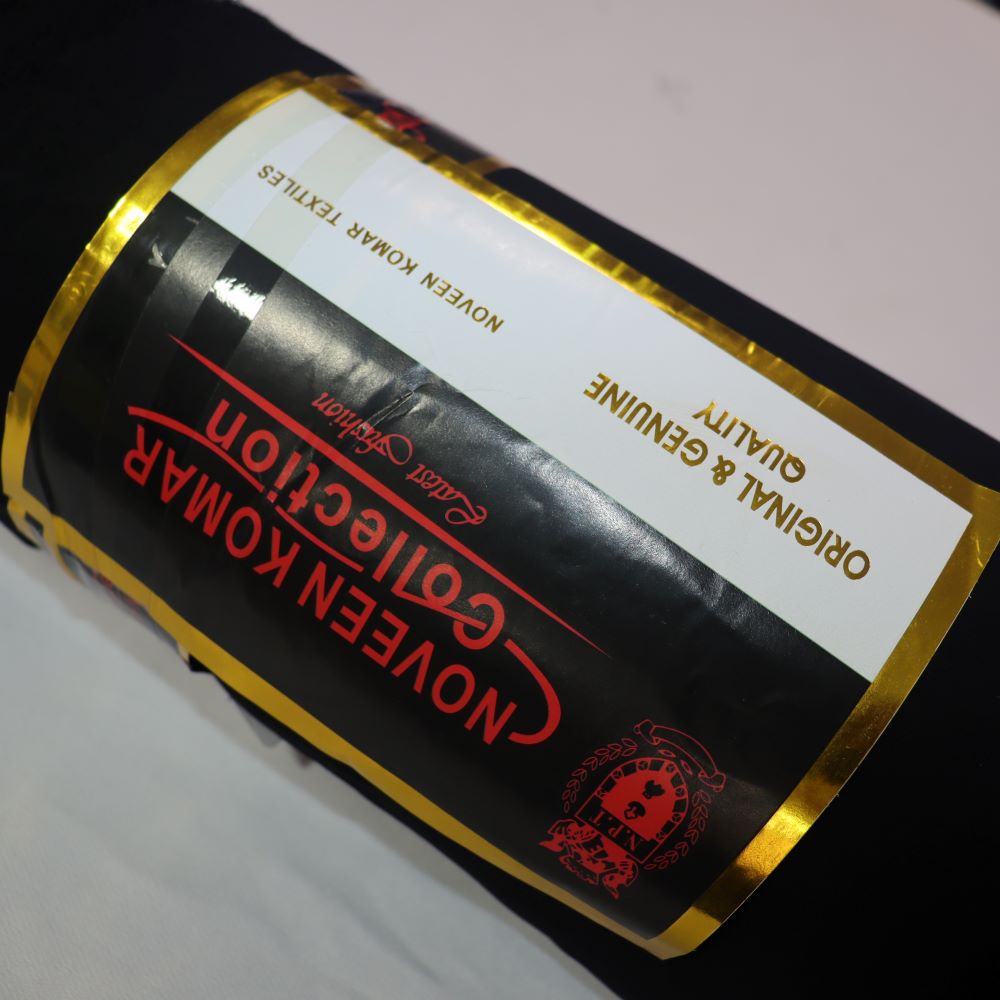 N.P.T
NOVEEN KOMAR
Collection
Latest Fashion
NOVEEN KOMAR TEXTILES
ORIGINAL & GENUINE
QUALITY